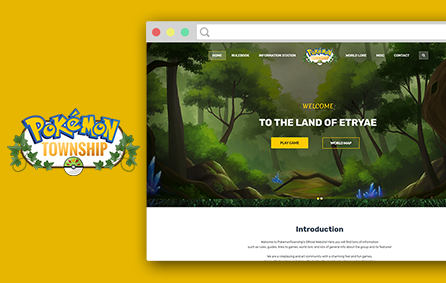 POKéMON
TOWNSHIP
HOME RULEBOOK INFORMATION STATION POKéMON TOWNSHIP WORLD LORE MISC CONTACT
WELCOME
TO THE LAND OF ETRYAE
PLAY GAME WORLD MAP
Introduction
Welcome to PokemonTownship's Official Website! Here you will find lots of information
such as rules, guides, links to games, world lore, and lots of general info about the group and its features!
We are a roleplaying and art community with a charming feel and fun games.